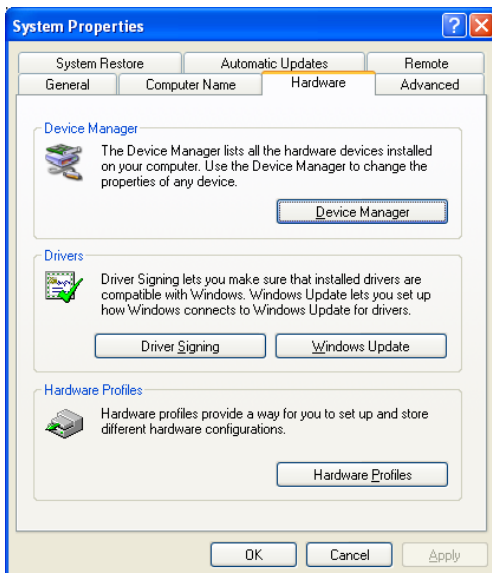 System Properties
System Restore Automatic Updates Remote
General Computer Name Hardware Advanced
Device Manager
The Device Manager lists all the hardware devices installed
on your computer. Use the Device Manager to change the
properties of any device.
Device Manager
Drivers
Driver Signing lets you make sure that installed drivers are
compatible with Windows. Windows Update lets you set up
how Windows connects to Windows Update for drivers.
Driver Signing Windows Update
Hardware Profiles
Hardware profiles provide a way for you to set up and store
different hardware configurations.
Hardware Profiles
OK Cancel Apply